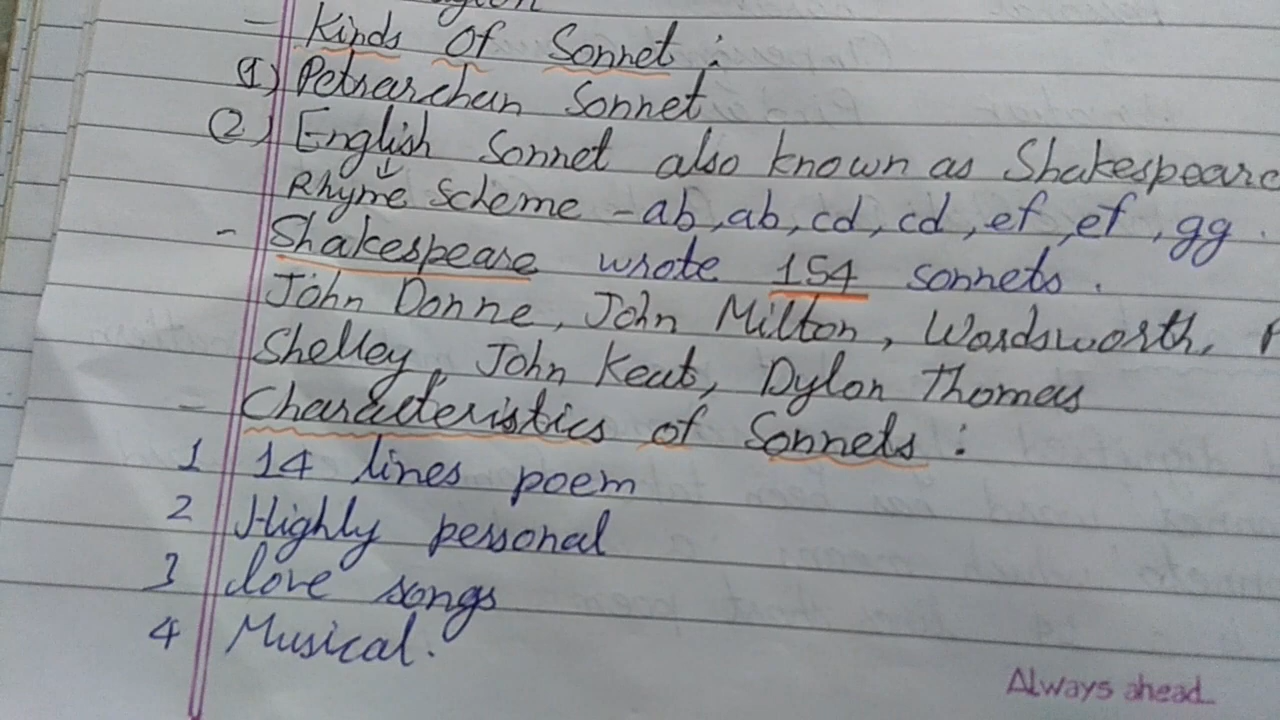 - Kinds Of Sonnet :
1) Petrarchan Sonnet
2) English Sonnet also known as Shakespeare
Rhyme Scheme - ab, ab, cd, cd, ef, ef, gg.
- Shakespeare wrote 154 sonnets.
John Donne, John Milton, Wordsworth,
Shelley, John Keat, Dylon Thomas
- Characteristics of Sonnets :
1 14 lines poem
2 Highly personal
3 love songs
4 Musical.
Always ahead...